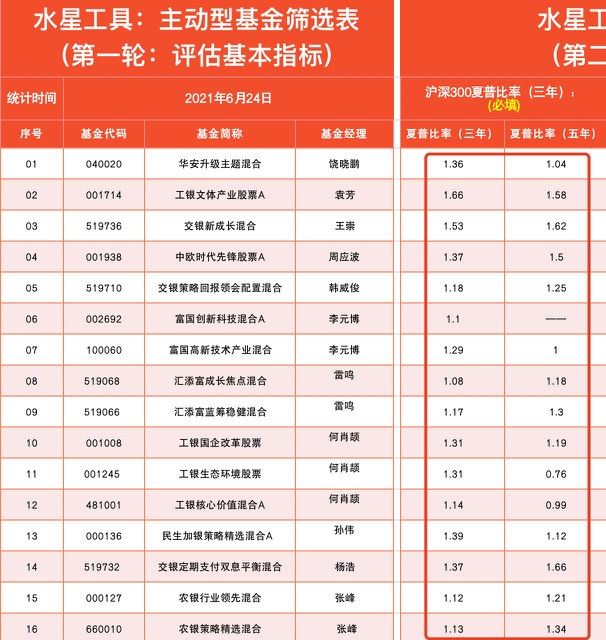 水星工具：主动型基金筛选表
（第一轮：评估基本指标）
水星工
（第二
统计时间 2021年6月24日 沪深300夏普比率（三年）：
(必填)
序号 基金代码 基金简称 基金经理 夏普比率（三年） 夏普比率（五年）
01 040020 华安升级主题混合 饶晓鹏 1.36 1.04
02 001714 工银文体产业股票A 袁芳 1.66 1.58
03 519736 交银新成长混合 王崇 1.53 1.62
04 001938 中欧时代先锋股票A 周应波 1.37 1.5
05 519710 交银策略回报领会配置混合 韩威俊 1.18 1.25
06 002692 富国创新科技混合A 李元博 1.1 ——
07 100060 富国高新技术产业混合 李元博 1.29 1
08 519068 汇添富成长焦点混合 雷鸣 1.08 1.18
09 519066 汇添富蓝筹稳健混合 雷鸣 1.17 1.3
10 001008 工银国企改革股票 何肖颉 1.31 1.19
11 001245 工银生态环境股票 何肖颉 1.31 0.76
12 481001 工银核心价值混合A 何肖颉 1.14 0.99
13 000136 民生加银策略精选混合A 孙伟 1.39 1.12
14 519732 交银定期支付双息平衡混合 杨浩 1.37 1.66
15 000127 农银行业领先混合 张峰 1.12 1.21
16 660010 农银策略精选混合 张峰 1.13 1.34